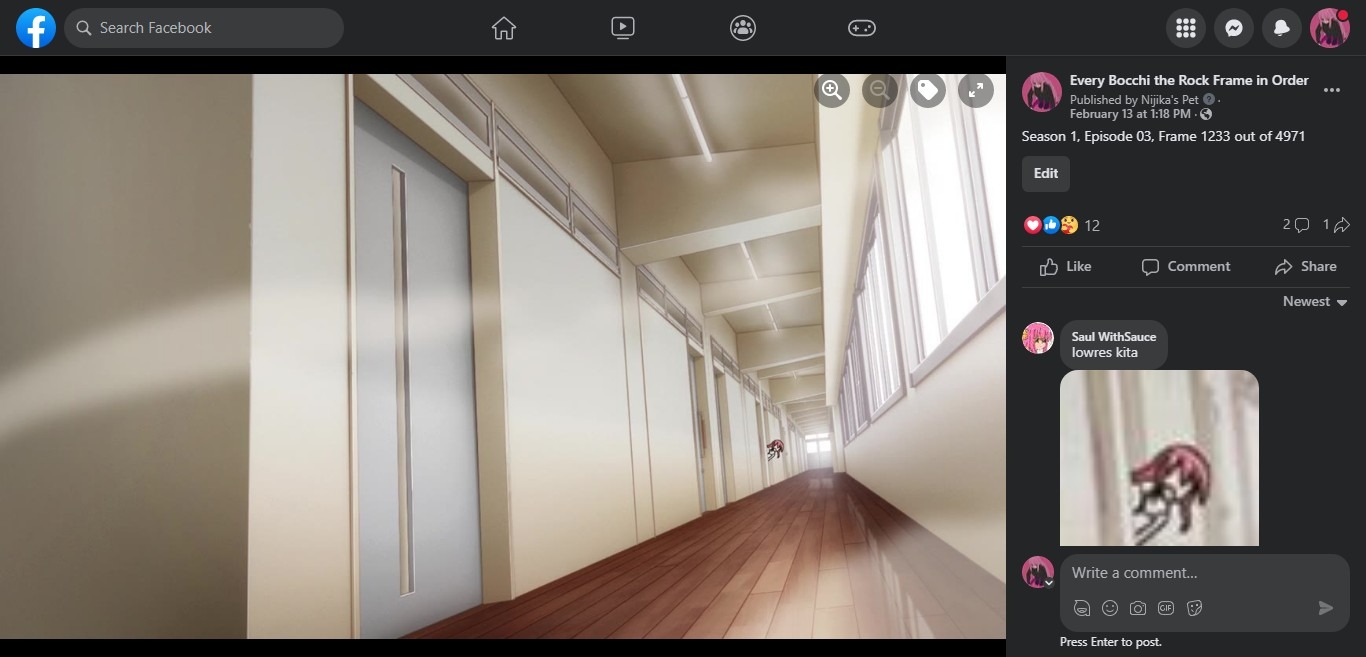 Search Facebook
Every Bocchi the Rock Frame in Order
Published by Nijika's Pet ·
February 13 at 1:18 PM ·
Season 1, Episode 03, Frame 1233 out of 4971
Edit
12
2
1
Like
Comment
Share
Newest
Saul WithSauce
lowres kita
Write a comment...
GIF
Press Enter to post.